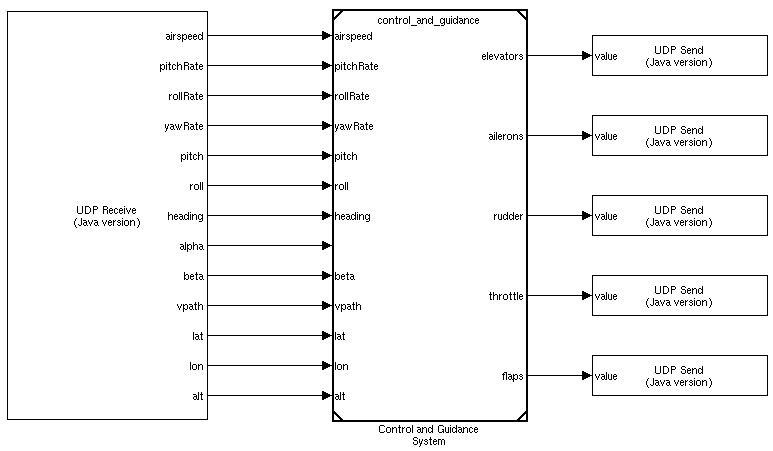 control_and_guidance
airspeed
airspeed
pitchRate
pitchRate
rollRate
rollRate
yawRate
yawRate
pitch
pitch
roll
roll
UDP Receive
(Java version)
heading
heading
alpha
beta
beta
vpath
vpath
lat
lat
lon
lon
alt
alt
elevators
ailerons
rudder
throttle
flaps
value
UDP Send
(Java version)
value
UDP Send
(Java version)
value
UDP Send
(Java version)
value
UDP Send
(Java version)
value
UDP Send
(Java version)
Control and Guidance
System